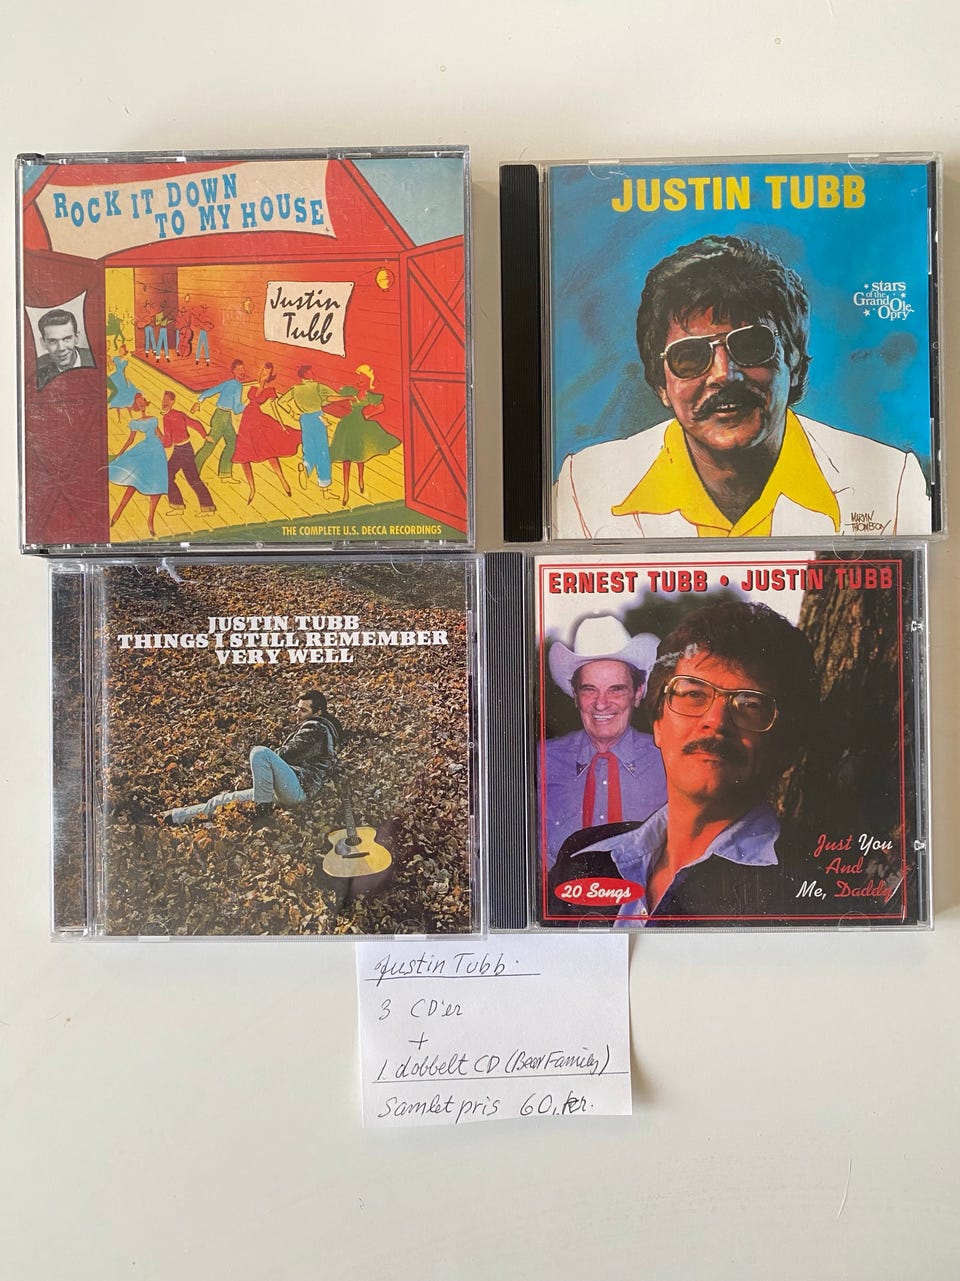 ROCK IT DOWN
TO MY HOUSE
Justin
Tubb
THE COMPLETE U.S. DECCA RECORDINGS
JUSTIN TUBB
stars
of the
Grand Ole
Opry
MARVIN
THOMPSON
JUSTIN TUBB
THINGS I STILL REMEMBER
VERY WELL
ERNEST TUBB • JUSTIN TUBB
Just You
And
Me, Daddy
20 Songs
Justin Tubb.
3 CD'er
+
1 dobbelt CD (Bear Family)
Samlet pris 60,kr.